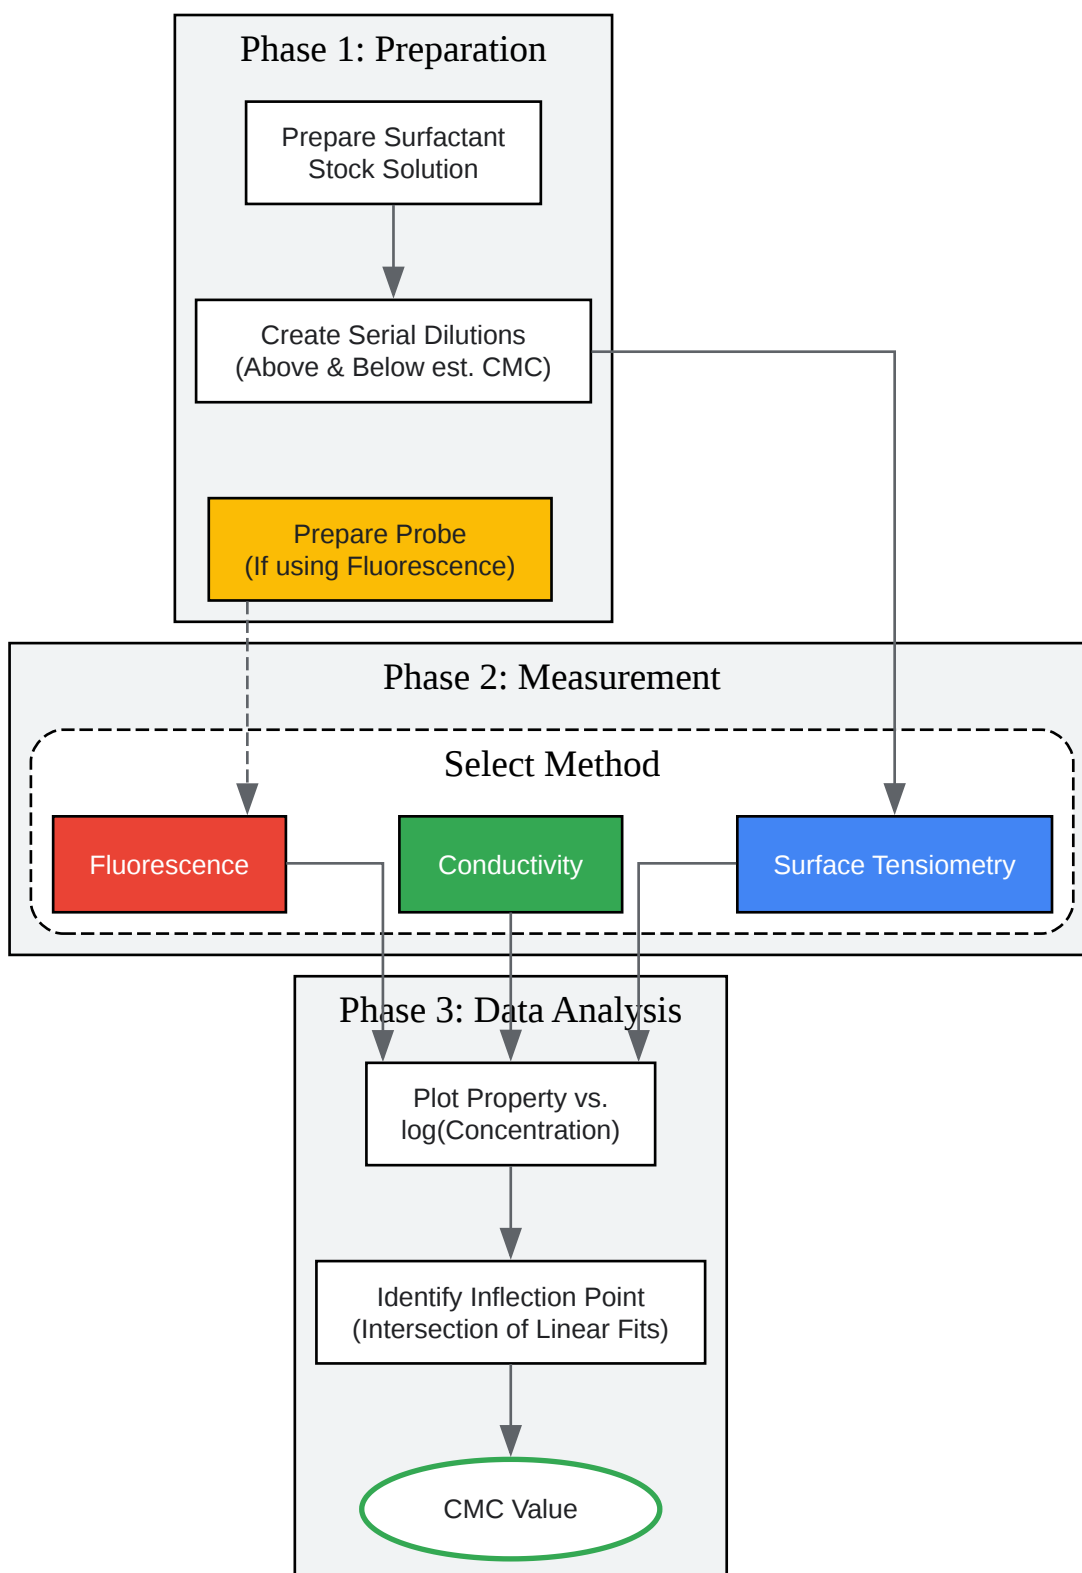 Phase 1: Preparation
Prepare Surfactant
Stock Solution
Create Serial Dilutions
(Above & Below est. CMC)
Prepare Probe
(If using Fluorescence)
Phase 2: Measurement
Select Method
Fluorescence
Conductivity
Surface Tensiometry
Phase 3: Data Analysis
Plot Property vs.
log(Concentration)
Identify Inflection Point
(Intersection of Linear Fits)
CMC Value